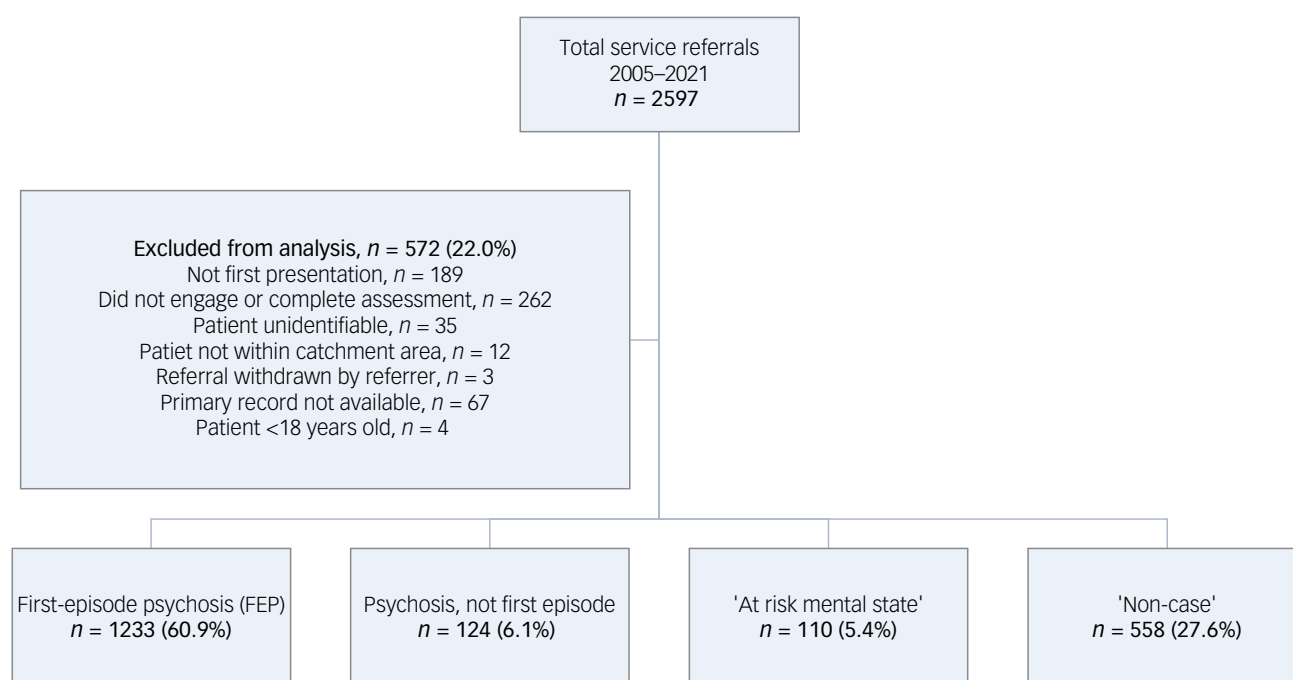 Total service referrals
2005–2021
n = 2597
Excluded from analysis, n = 572 (22.0%)
Not first presentation, n = 189
Did not engage or complete assessment, n = 262
Patient unidentifiable, n = 35
Patiet not within catchment area, n = 12
Referral withdrawn by referrer, n = 3
Primary record not available, n = 67
Patient <18 years old, n = 4
First-episode psychosis (FEP)
n = 1233 (60.9%)
Psychosis, not first episode
n = 124 (6.1%)
'At risk mental state'
n = 110 (5.4%)
'Non-case'
n = 558 (27.6%)